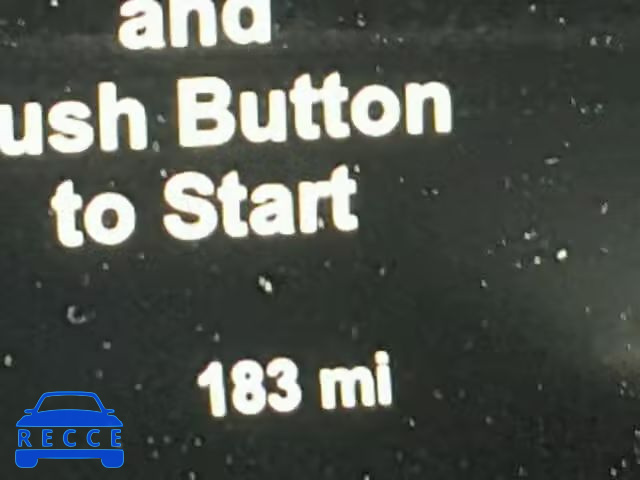 and
ush Button
to Start
183 mi
RECCE